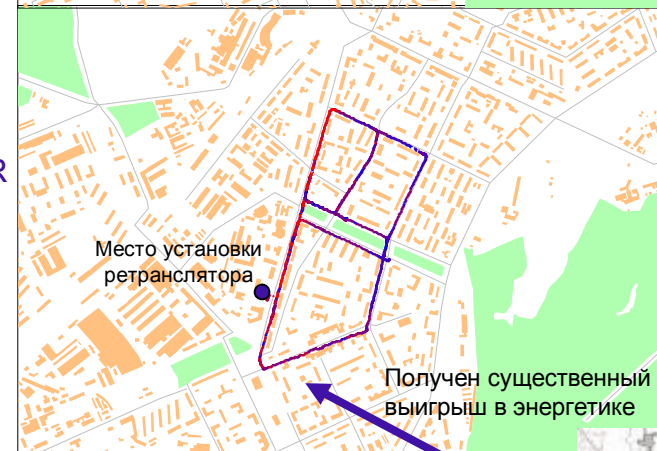 R
Место установки
ретранслятора
Получен существенный
выигрыш в энергетике